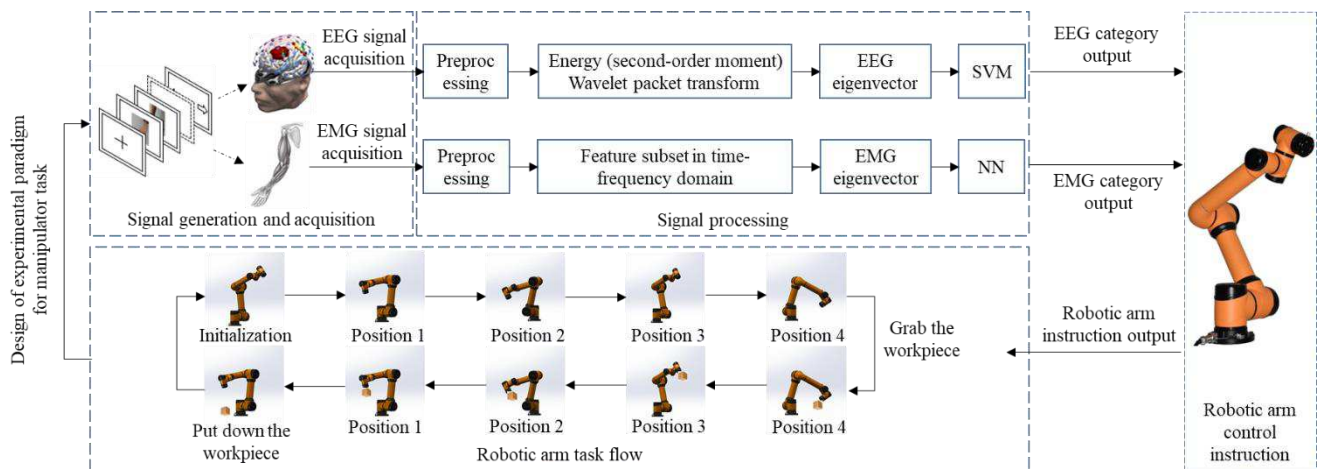 EEG signal
acquisition
Preproc
essing
Energy (second-order moment)
Wavelet packet transform
EEG
eigenvector
SVM
EEG category
output
EMG signal
acquisition
Preproc
essing
Feature subset in time-
frequency domain
EMG
eigenvector
NN
EMG category
output
Signal generation and acquisition
Signal processing
Design of experimental paradigm
for manipulator task
Initialization
Position 1
Position 2
Position 3
Position 4
Grab the
workpiece
Robotic arm
instruction output
Put down the
workpiece
Position 1
Position 2
Position 3
Position 4
Robotic arm task flow
Robotic arm
control
instruction